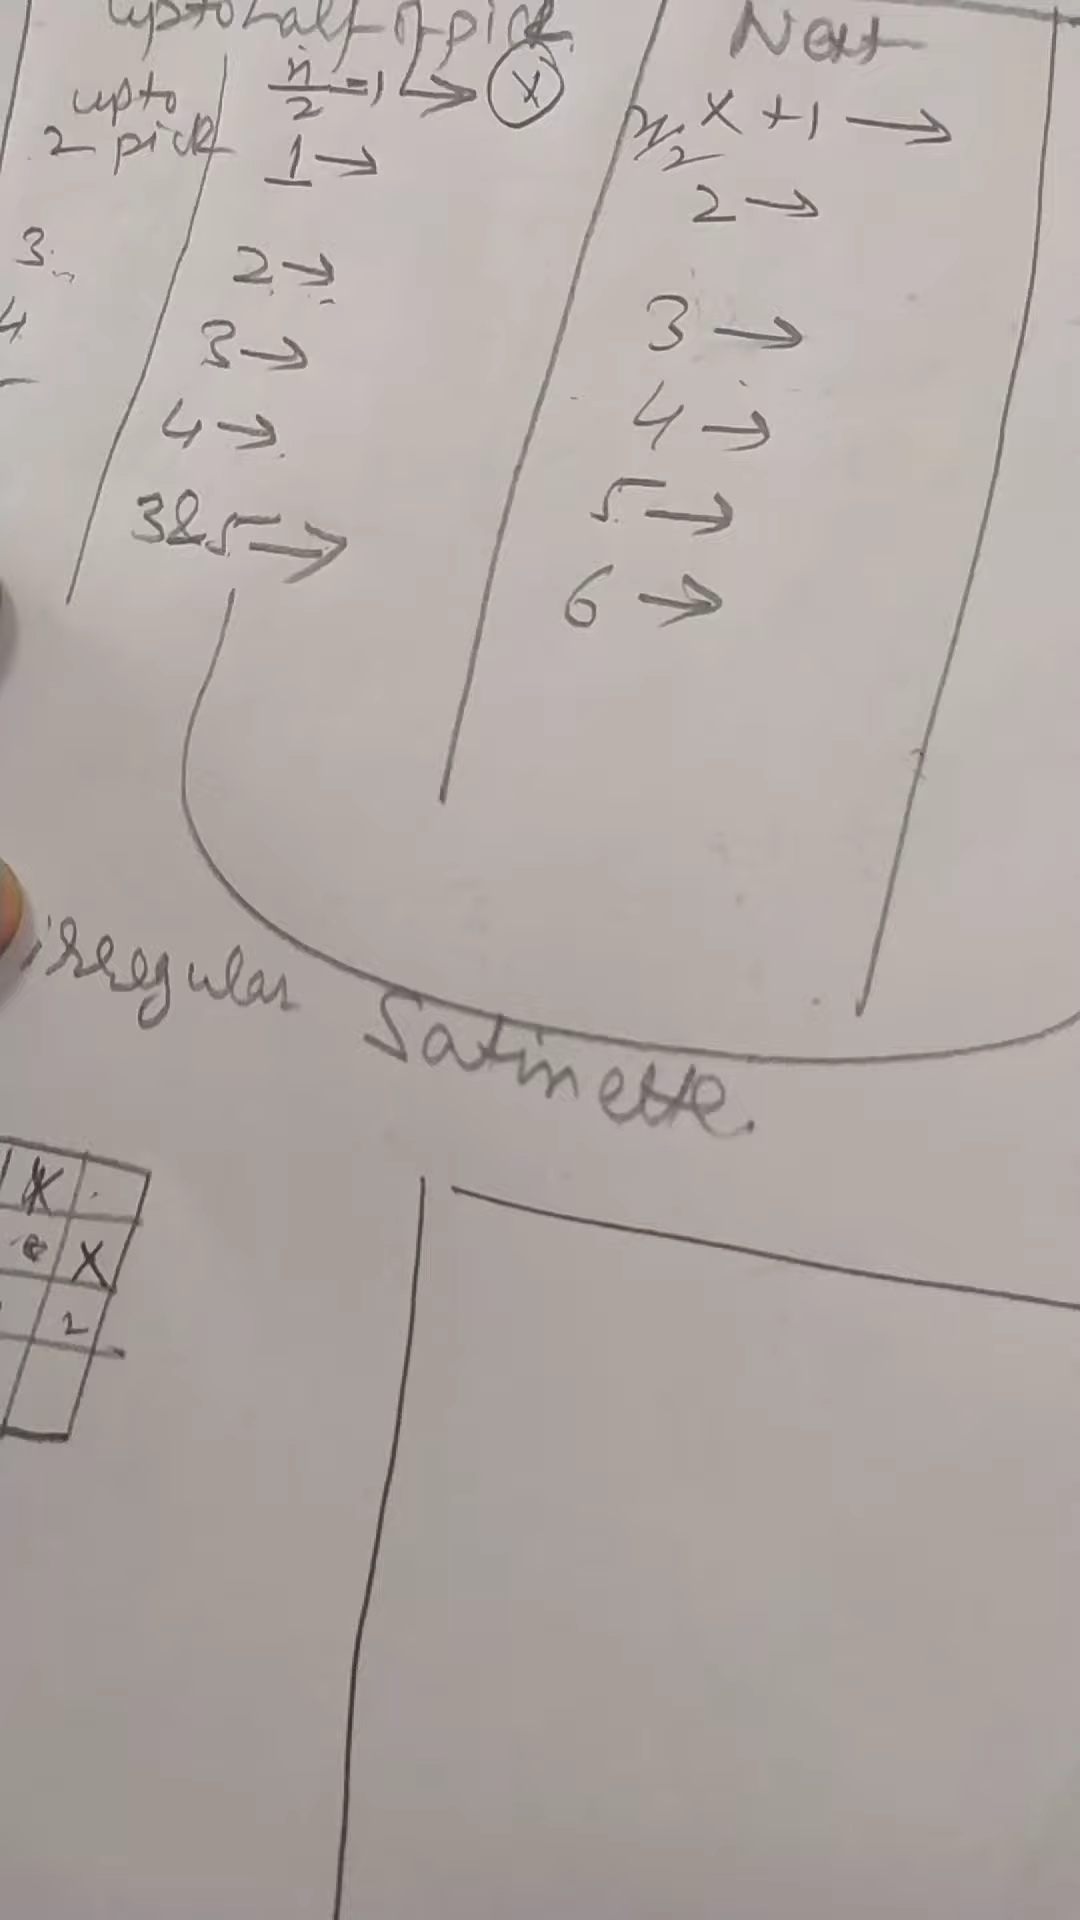 upto half of pick
upto
2 pick
3
4
n/2 -1 → X
1 →
2 →
3 →
4 →
3&5 →
Next
n/2 X +1 →
2 →
3 →
4 →
5 →
6 →
irregular Satinette
X
X
2